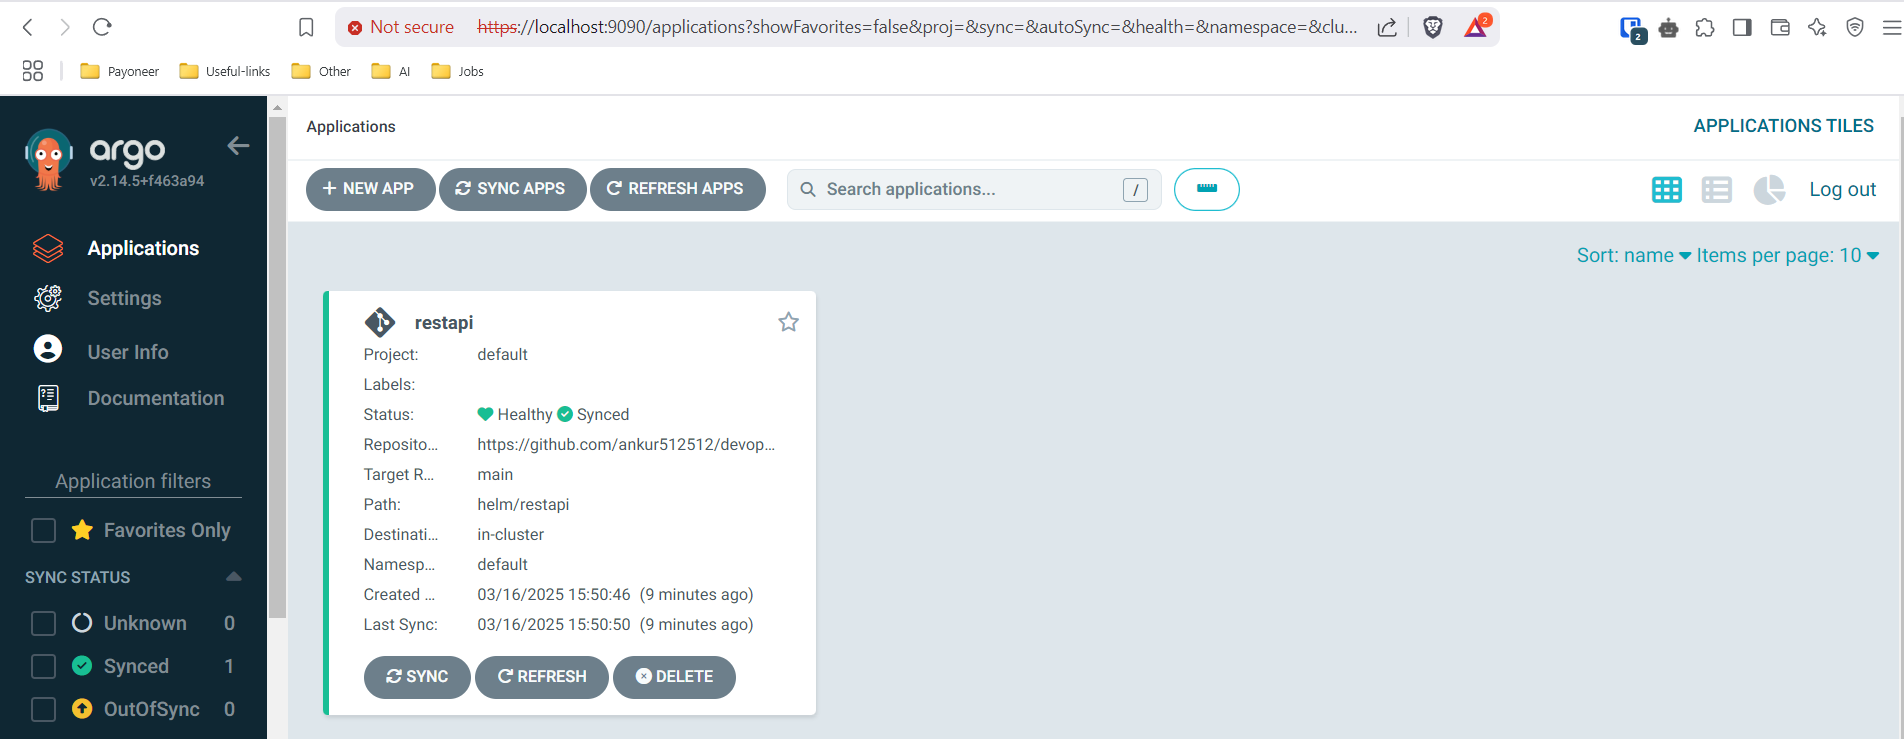 Not secure https://localhost:9090/applications?showFavorites=false&proj=&sync=&autoSync=&health=&namespace=&clu... 2 2
Payoneer Useful-links Other AI Jobs
argo
v2.14.5+f463a94
Applications
Settings
User Info
Documentation
Application filters
Favorites Only
SYNC STATUS
Unknown 0
Synced 1
OutOfSync 0
Applications APPLICATIONS TILES
+ NEW APP SYNC APPS REFRESH APPS Search applications... / Log out
Sort: name Items per page: 10
restapi
Project: default
Labels:
Status: Healthy Synced
Reposito... https://github.com/ankur512512/devop...
Target R... main
Path: helm/restapi
Destinati... in-cluster
Namesp... default
Created ... 03/16/2025 15:50:46 (9 minutes ago)
Last Sync: 03/16/2025 15:50:50 (9 minutes ago)
SYNC REFRESH DELETE